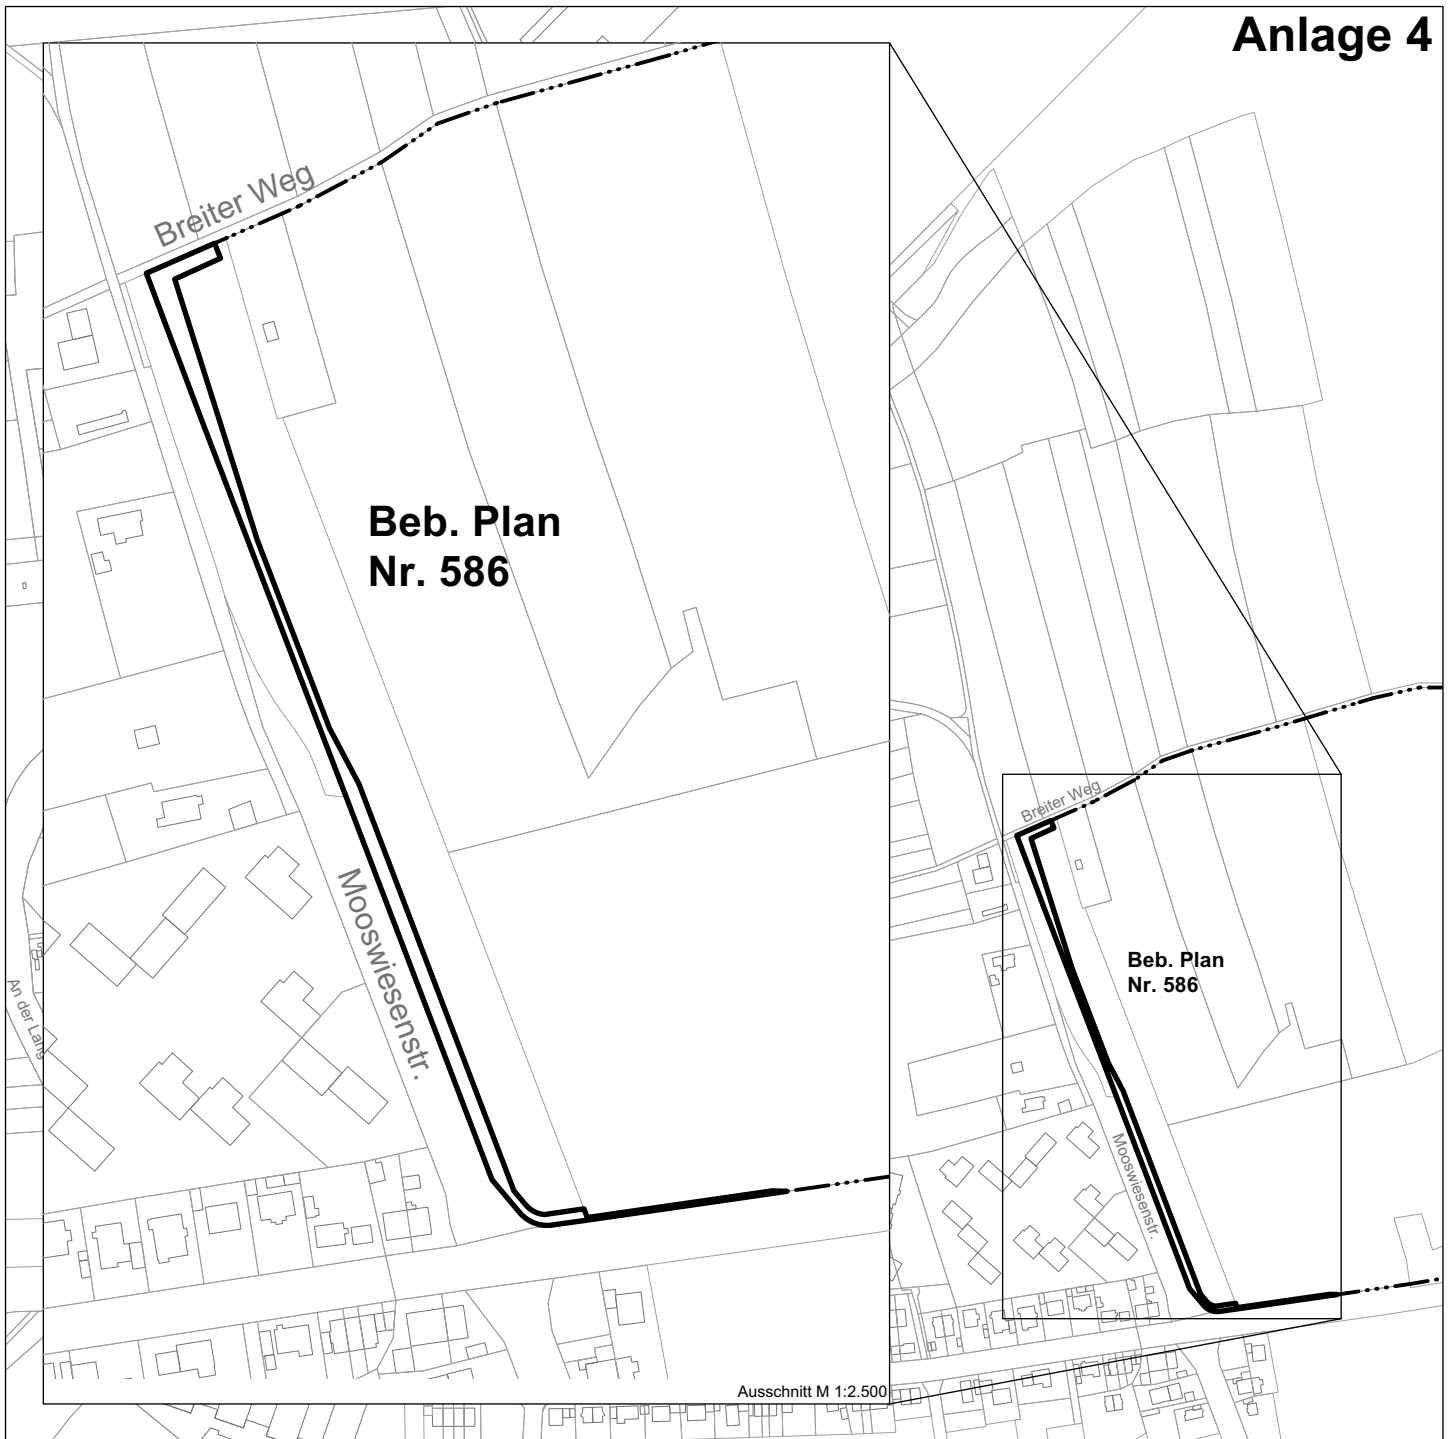 Anlage 4
Breiter Weg
Beb. Plan
Nr. 586
Mooswiesenstr.
An der Lang
Ausschnitt M 1:2.500
Breiter Weg
Beb. Plan
Nr. 586
Mooswiesenstr.